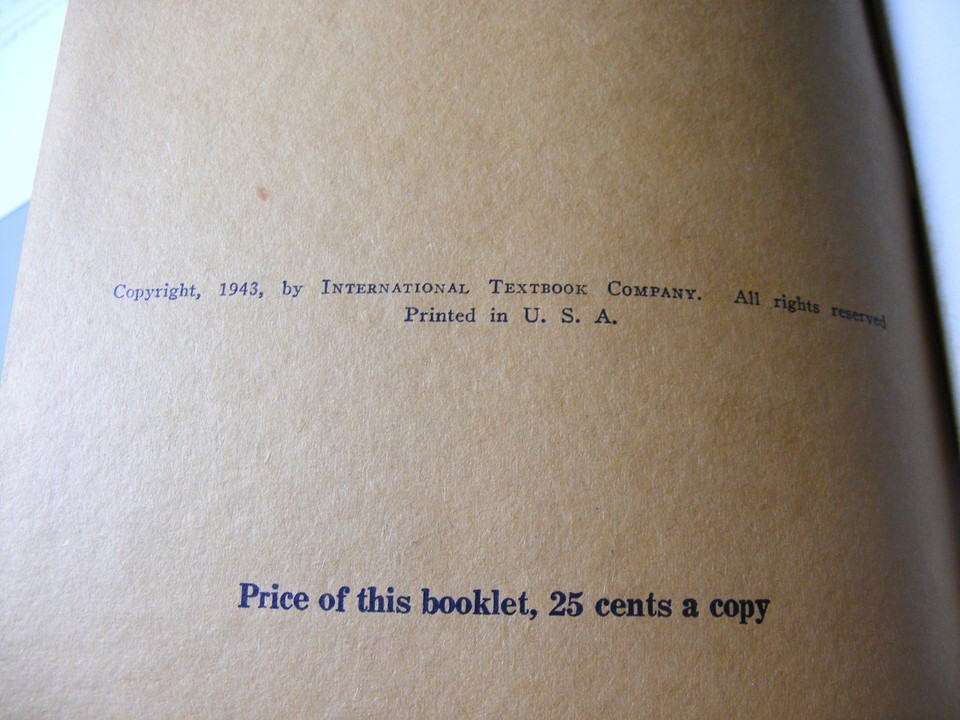 Copyright, 1943, by INTERNATIONAL TEXTBOOK COMPANY. All rights reserved
Printed in U. S. A.
Price of this booklet, 25 cents a copy